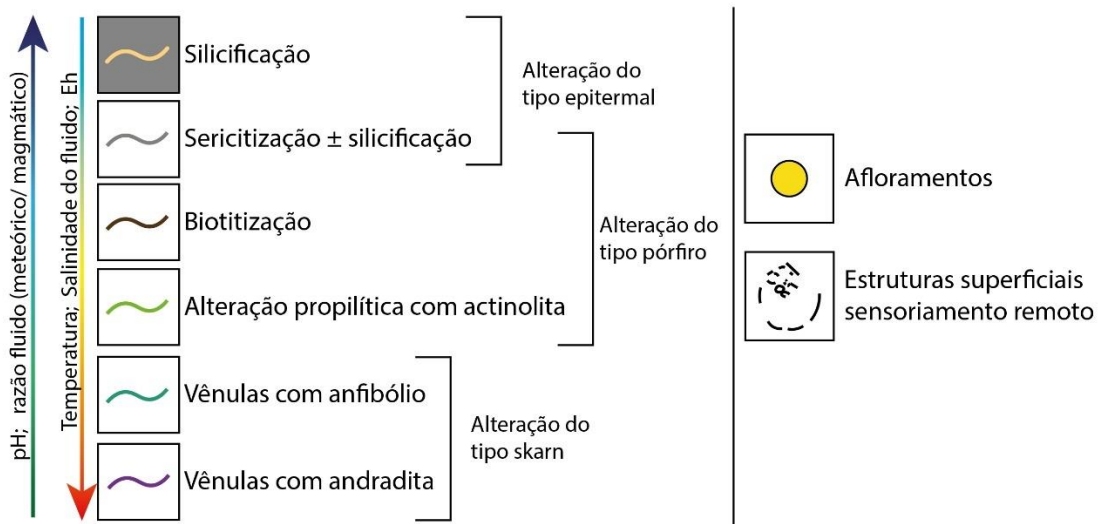 pH; razão fluido (meteórico/ magmático)
Temperatura; Salinidade do fluido; Eh
Silicificação
Sericitização ± silicificação
Biotitização
Alteração propilítica com actinolita
Vênulas com anfibólio
Vênulas com andradita
Alteração do
tipo epitermal
Alteração do
tipo pórfiro
Alteração do
tipo skarn
Afloramentos
Estruturas superficiais
sensoriamento remoto